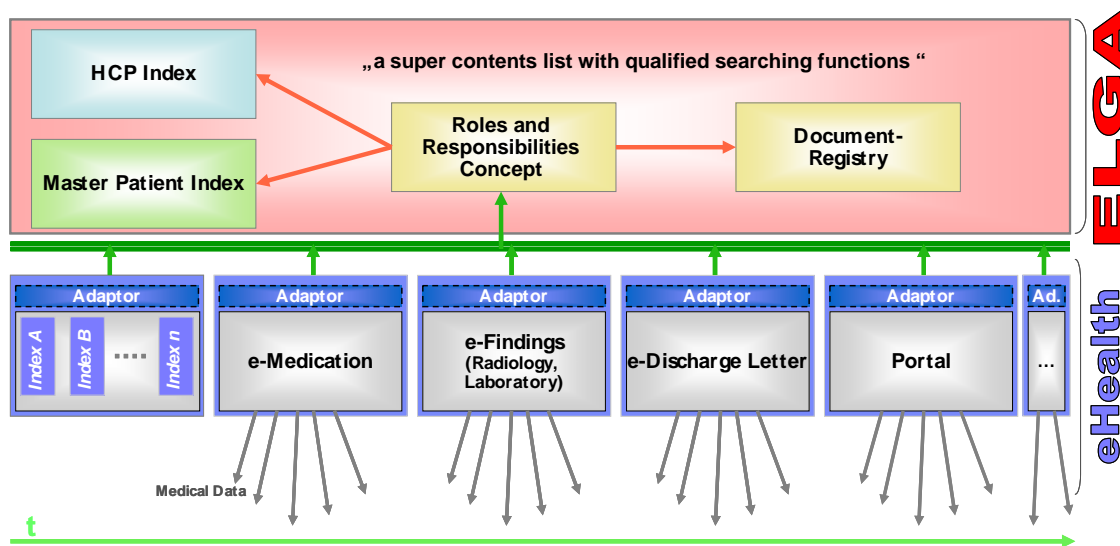 HCP Index
„a super contents list with qualified searching functions “
Roles and
Responsibilities
Concept
Document-
Registry
Master Patient Index
ELGA
Adaptor
Adaptor
Adaptor
Adaptor
Adaptor
Ad.
Index A
Index B
.....
Index n
e-Medication
e-Findings
(Radiology,
Laboratory)
e-Discharge Letter
Portal
...
eHealth
Medical Data
t